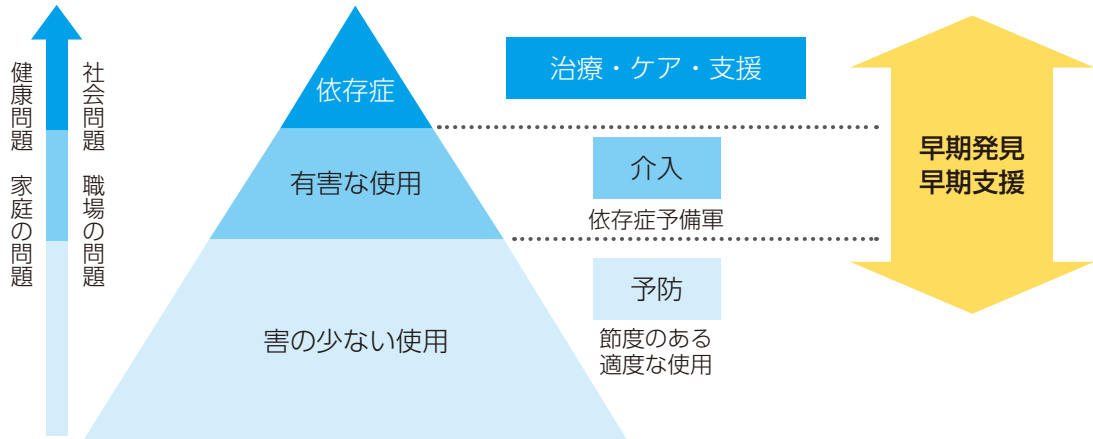 健康問題　家庭の問題
社会問題　職場の問題
依存症
有害な使用
害の少ない使用
治療・ケア・支援
介入
依存症予備軍
予防
節度のある
適度な使用
早期発見
早期支援